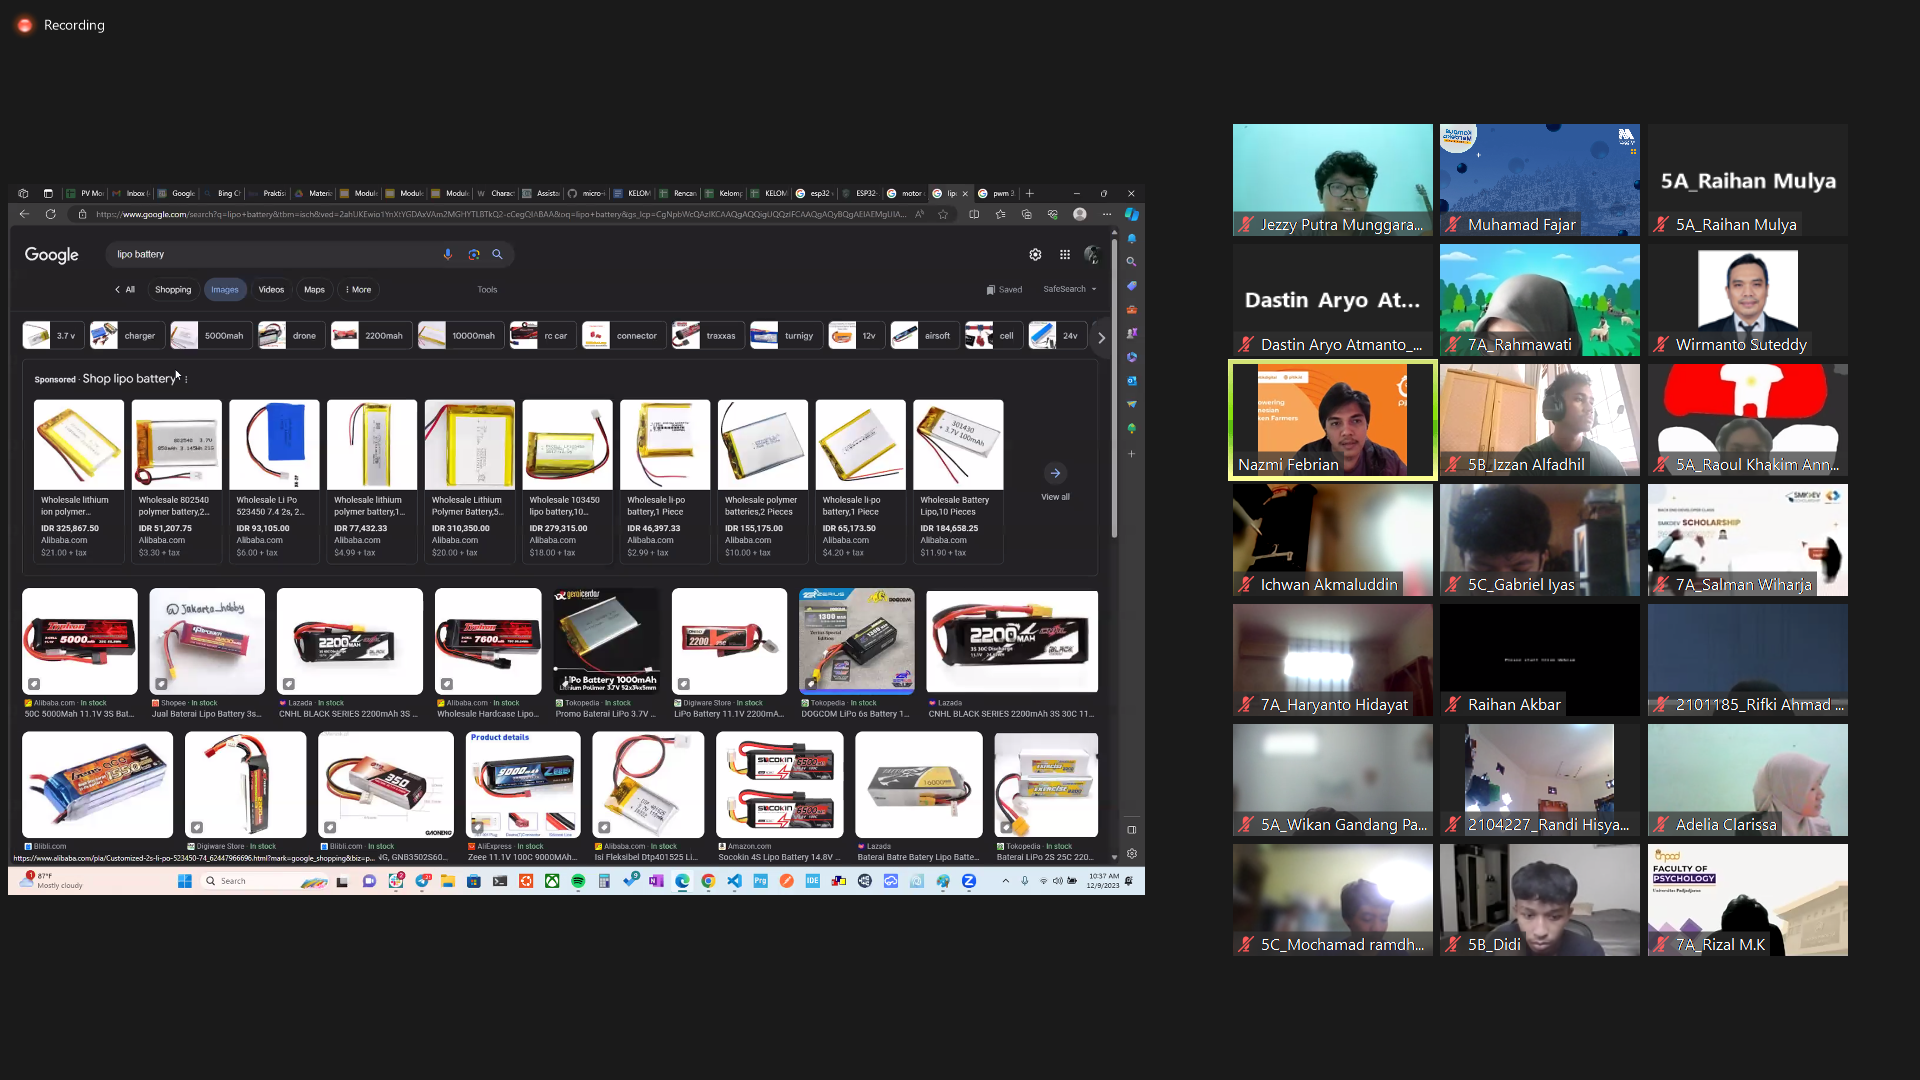 Recording
PV Mo
Inbox (
Google
Bing Cl
Praktis
Materi
Module
Module
Module
Charac
Assista
micro-
KELOM
Rencan
Kelomp
KELOM
esp32
ESP32-
motor
lip
pwm 3.
Google
lipo battery
All
Shopping
Images
Videos
Maps
More
Tools
Saved
SafeSearch
3.7 v
charger
5000mah
drone
2200mah
10000mah
rc car
connector
traxxas
turnigy
12v
airsoft
cell
24v
Sponsored · Shop lipo battery
Wholesale lithium ion polymer...
IDR 325,867.50
Alibaba.com
$21.00 + tax
Wholesale 802540 polymer battery,2...
IDR 51,207.75
Alibaba.com
$3.30 + tax
Wholesale Li Po 523450 7.4 2s, 2...
IDR 93,105.00
Alibaba.com
$6.00 + tax
Wholesale lithium polymer battery,1...
IDR 77,432.33
Alibaba.com
$4.99 + tax
Wholesale Lithium Polymer Battery,5...
IDR 310,350.00
Alibaba.com
$20.00 + tax
Wholesale 103450 lipo battery,10...
IDR 279,315.00
Alibaba.com
$18.00 + tax
Wholesale li-po battery,1 Piece
IDR 46,397.33
Alibaba.com
$2.99 + tax
Wholesale polymer batteries,2 Pieces
IDR 155,175.00
Alibaba.com
$10.00 + tax
Wholesale li-po battery,1 Piece
IDR 65,173.50
Alibaba.com
$4.20 + tax
Wholesale Battery Lipo,10 Pieces
IDR 184,658.25
Alibaba.com
$11.90 + tax
View all
Alibaba.com · In stock
50C 5000Mah 11.1V 3S Bat...
@Jakarta_hobby
Shopee · In stock
Jual Baterai Lipo Battery 3s...
Lazada · In stock
CNHL BLACK SERIES 2200mAh 3S ...
Alibaba.com · In stock
Wholesale Hardcase Lipo...
LiPo Battery 1000mAh
Lithium Polimer 3.7V 52x34x5mm
Tokopedia · In stock
Promo Baterai LiPo 3.7V ...
Digiware Store · In stock
LiPo Battery 11.1V 2200mA...
Tokopedia · In stock
DOGCOM LiPo 6s Battery 1...
Lazada
CNHL BLACK SERIES 2200mAh 3S 30C 11...
Product details
Blibli.com
Digiware Store · In stock
Blibli.com · In stock
AliExpress · In stock
Alibaba.com · In stock
Amazon.com
Lazada
Tokopedia · In stock
https://www.alibaba.com/pla/Customized-2s-li-po-523450-74_62447966696.html?mark=google_shopping&biz=p...
GNB3502S60...
Zeee 11.1V 100C 9000MAh...
Isi Fleksibel Dtp401525 Li...
Socokin 4S Lipo Battery 14.8V ...
Baterai Batre Batery Lipo Batte...
Baterai LiPo 2S 25C 220...
87°F
Mostly cloudy
Search
10:37 AM
12/9/2023
Jezzy Putra Munggara...
Muhamad Fajar
5A_Raihan Mulya
5A_Raihan Mulya
Dastin Aryo At...
Dastin Aryo Atmanto_...
7A_Rahmawati
Wirmanto Suteddy
Nazmi Febrian
5B_Izzan Alfadhil
5A_Raoul Khakim Ann...
Ichwan Akmaluddin
5C_Gabriel Iyas
SMKDEV
SCHOLARSHIP
7A_Salman Wiharja
7A_Haryanto Hidayat
Raihan Akbar
2101185_Rifki Ahmad ...
5A_Wikan Gandang Pa...
2104227_Randi Hisya...
Adelia Clarissa
5C_Mochamad ramdh...
5B_Didi
unpad
FACULTY OF
PSYCHOLOGY
Universitas Padjadjaran
7A_Rizal M.K